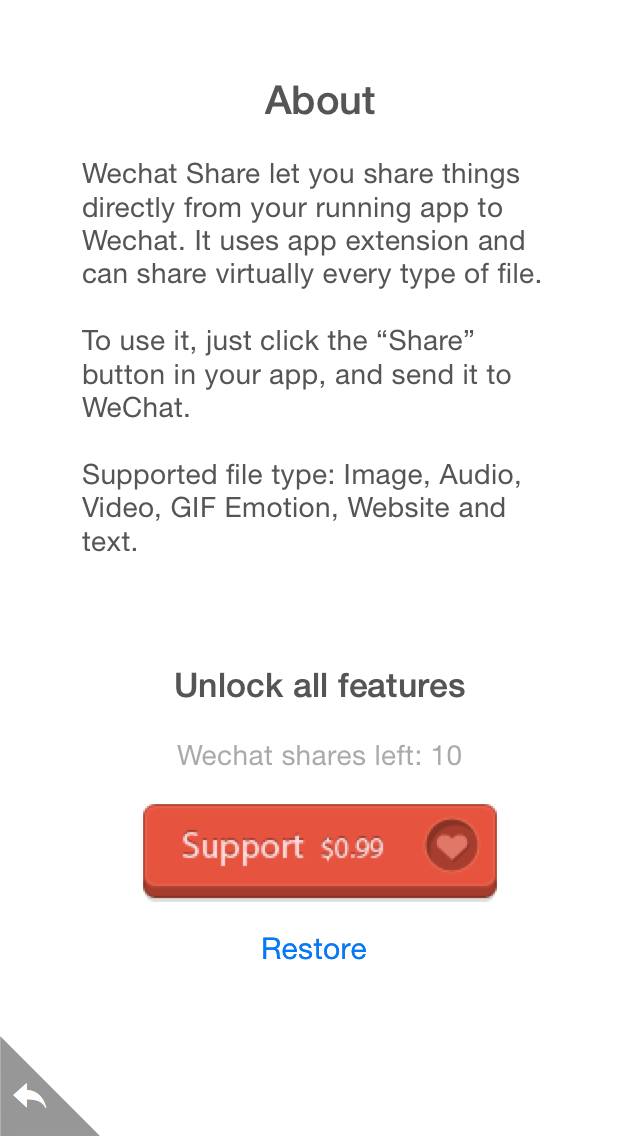 About
Wechat Share let you share things
directly from your running app to
Wechat. It uses app extension and
can share virtually every type of file.
To use it, just click the “Share”
button in your app, and send it to
WeChat.
Supported file type: Image, Audio,
Video, GIF Emotion, Website and
text.
Unlock all features
Wechat shares left: 10
Support $0.99
Restore